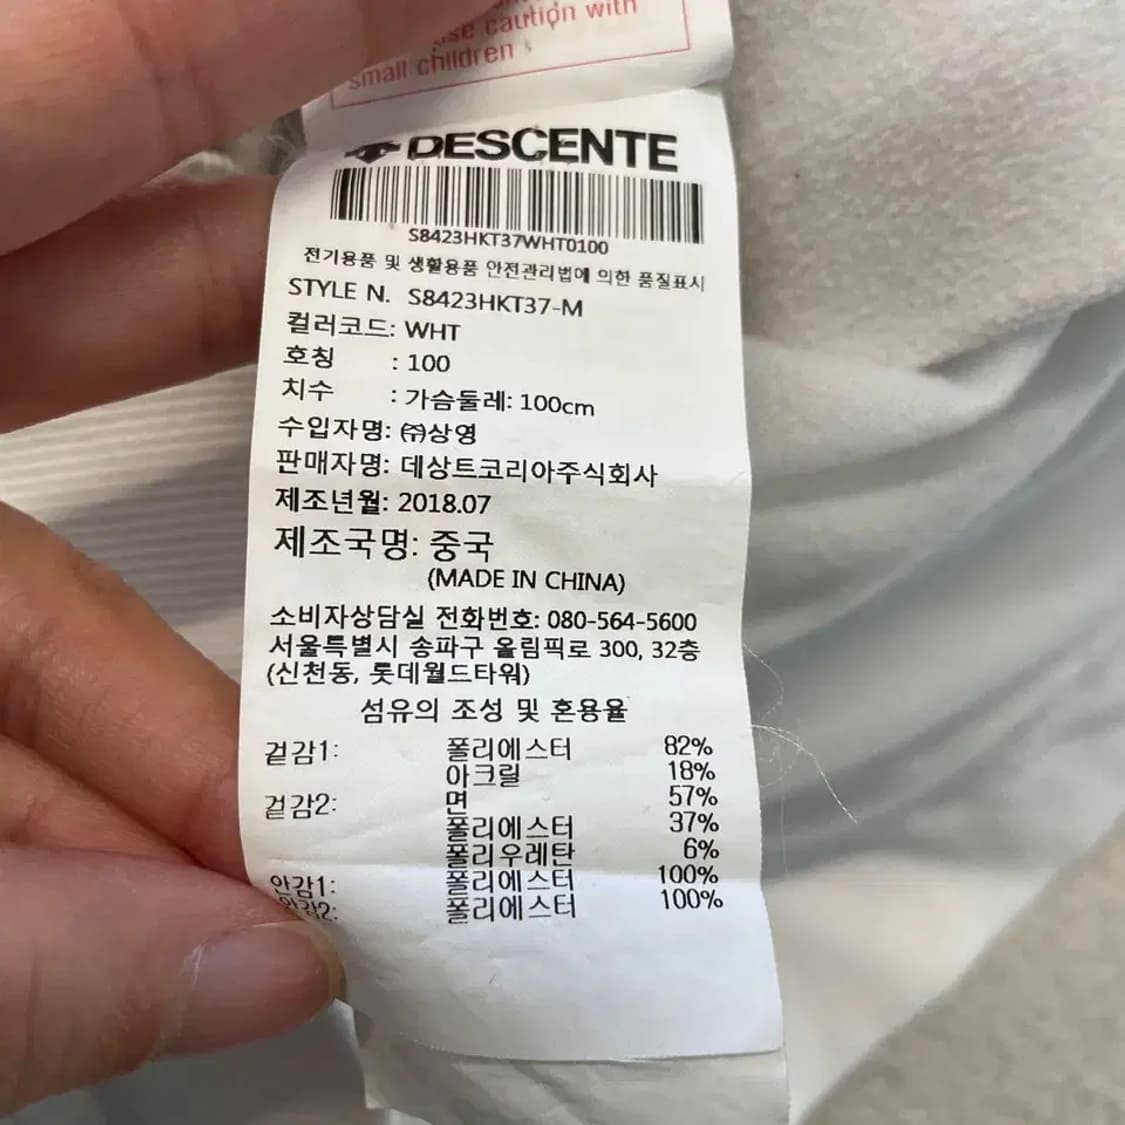 use caution with
small children
DESCENTE
S8423HKT37WHT0100
전기용품 및 생활용품 안전관리법에 의한 품질표시
STYLE N. S8423HKT37-M
컬러코드: WHT
호칭 : 100
치수 : 가슴둘레: 100cm
수입자명: ㈜상영
판매자명: 데상트코리아주식회사
제조년월: 2018.07
제조국명: 중국
(MADE IN CHINA)
소비자상담실 전화번호: 080-564-5600
서울특별시 송파구 올림픽로 300, 32층
(신천동, 롯데월드타워)
섬유의 조성 및 혼용율
겉감1: 폴리에스터 82%
아크릴 18%
겉감2: 면 57%
폴리에스터 37%
폴리우레탄 6%
안감1: 폴리에스터 100%
안감2: 폴리에스터 100%